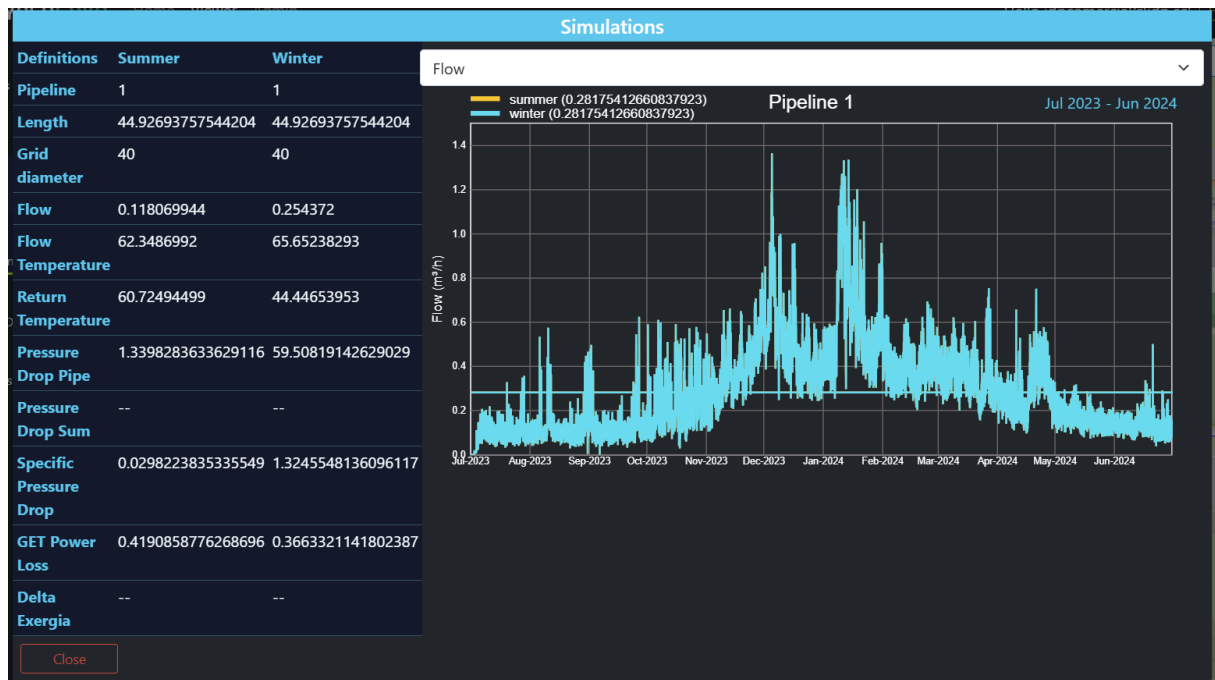 Simulations
Definitions Summer Winter
Pipeline 1 1
Length 44.92693757544204 44.92693757544204
Grid diameter 40 40
Flow 0.118069944 0.254372
Flow Temperature 62.3486992 65.65238293
Return Temperature 60.72494499 44.44653953
Pressure Drop Pipe 1.3398283633629116 59.50819142629029
Pressure Drop Sum -- --
Specific Pressure Drop 0.0298223835335549 1.3245548136096117
GET Power Loss 0.4190858776268696 0.3663321141802387
Delta Exergia -- --
Close
Flow
summer (0.28175412660837923)
winter (0.28175412660837923)
Pipeline 1
Jul 2023 - Jun 2024
Flow (m³/h)
1.4
1.2
1.0
0.8
0.6
0.4
0.2
0.0
Jul-2023 Aug-2023 Sep-2023 Oct-2023 Nov-2023 Dec-2023 Jan-2024 Feb-2024 Mar-2024 Apr-2024 May-2024 Jun-2024